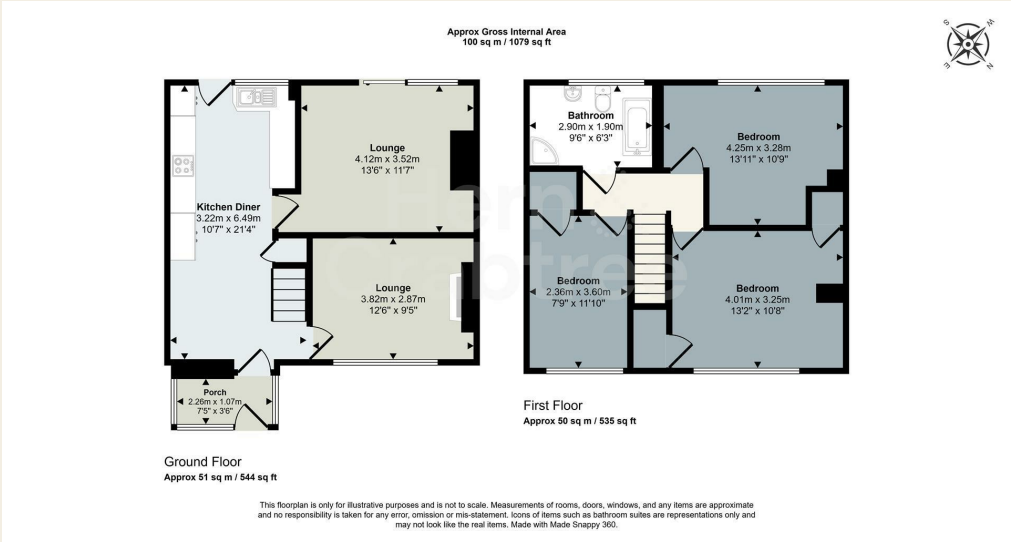 Approx Gross Internal Area
100 sq m / 1079 sq ft
S
W
E
N
Kitchen Diner
3.22m x 6.49m
10'7" x 21'4"
Lounge
4.12m x 3.52m
13'6" x 11'7"
Lounge
3.82m x 2.87m
12'6" x 9'5"
Porch
2.26m x 1.07m
7'5" x 3'6"
Bathroom
2.90m x 1.90m
9'6" x 6'3"
Bedroom
4.25m x 3.28m
13'11" x 10'9"
Bedroom
2.36m x 3.60m
7'9" x 11'10"
Bedroom
4.01m x 3.25m
13'2" x 10'8"
Hern
Crabtree
Ground Floor
Approx 51 sq m / 544 sq ft
First Floor
Approx 50 sq m / 535 sq ft
This floorplan is only for illustrative purposes and is not to scale. Measurements of rooms, doors, windows, and any items are approximate
and no responsibility is taken for any error, omission or mis-statement. Icons of items such as bathroom suites are representations only and
may not look like the real items. Made with Made Snappy 360.